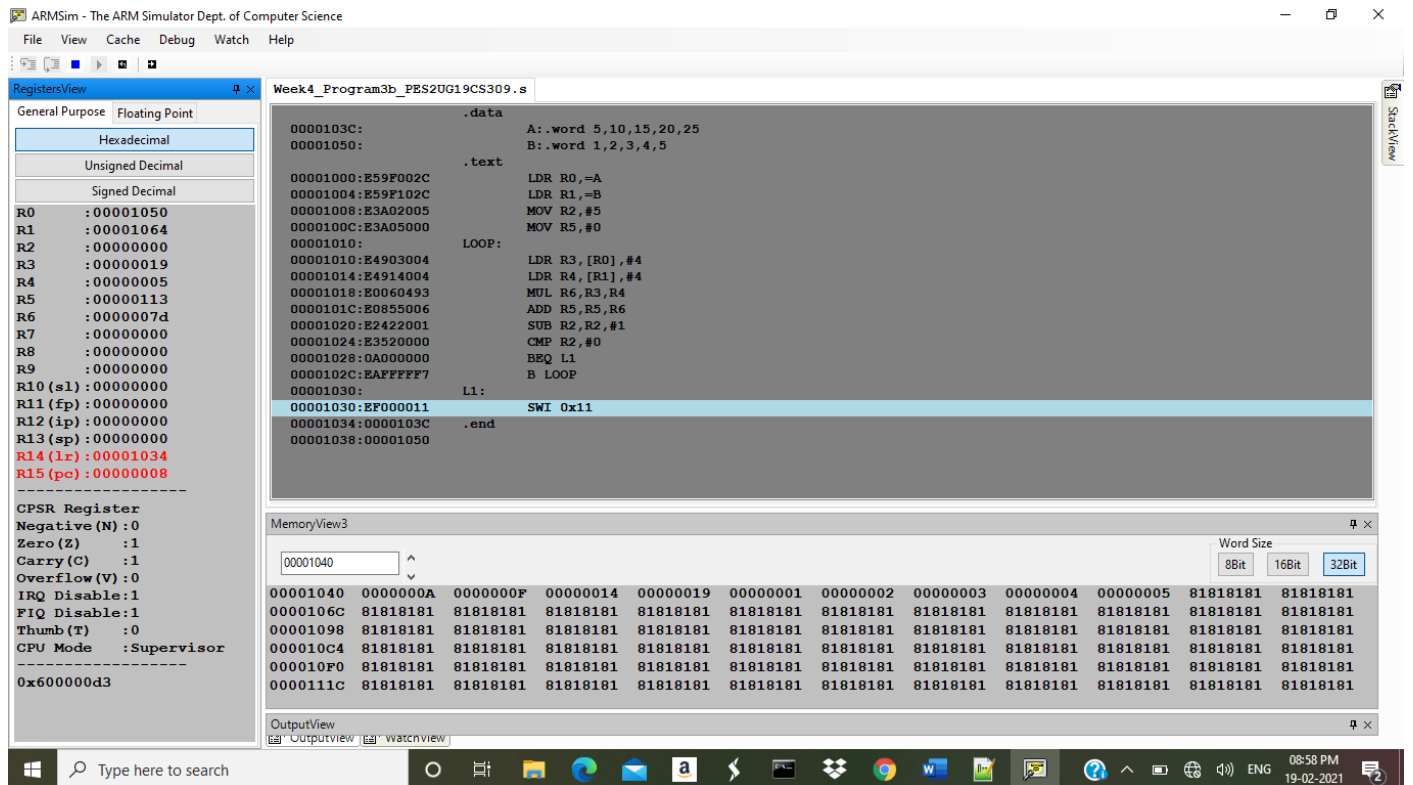 ARMSim - The ARM Simulator Dept. of Computer Science
File View Cache Debug Watch Help
RegistersView
General Purpose Floating Point
Hexadecimal
Unsigned Decimal
Signed Decimal
R0 :00001050
R1 :00001064
R2 :00000000
R3 :00000019
R4 :00000005
R5 :00000113
R6 :0000007d
R7 :00000000
R8 :00000000
R9 :00000000
R10(sl):00000000
R11(fp):00000000
R12(ip):00000000
R13(sp):00000000
R14(lr):00001034
R15(pc):00000008
------------------
CPSR Register
Negative(N):0
Zero(Z) :1
Carry(C) :1
Overflow(V):0
IRQ Disable:1
FIQ Disable:1
Thumb(T) :0
CPU Mode :Supervisor
------------------
0x600000d3
Week4_Program3b_PES2UG19CS309.s
.data
0000103C: A:.word 5,10,15,20,25
00001050: B:.word 1,2,3,4,5
.text
00001000:E59F002C LDR R0,=A
00001004:E59F102C LDR R1,=B
00001008:E3A02005 MOV R2,#5
0000100C:E3A05000 MOV R5,#0
00001010: LOOP:
00001010:E4903004 LDR R3,[R0],#4
00001014:E4914004 LDR R4,[R1],#4
00001018:E0060493 MUL R6,R3,R4
0000101C:E0855006 ADD R5,R5,R6
00001020:E2422001 SUB R2,R2,#1
00001024:E3520000 CMP R2,#0
00001028:0A000000 BEQ L1
0000102C:EAFFFFF7 B LOOP
00001030: L1:
00001030:EF000011 SWI 0x11
00001034:0000103C .end
00001038:00001050
StackView
MemoryView3
00001040
Word Size
8Bit 16Bit 32Bit
00001040 0000000A 0000000F 00000014 00000019 00000001 00000002 00000003 00000004 00000005 81818181 81818181
0000106C 81818181 81818181 81818181 81818181 81818181 81818181 81818181 81818181 81818181 81818181 81818181
00001098 81818181 81818181 81818181 81818181 81818181 81818181 81818181 81818181 81818181 81818181 81818181
000010C4 81818181 81818181 81818181 81818181 81818181 81818181 81818181 81818181 81818181 81818181 81818181
000010F0 81818181 81818181 81818181 81818181 81818181 81818181 81818181 81818181 81818181 81818181 81818181
0000111C 81818181 81818181 81818181 81818181 81818181 81818181 81818181 81818181 81818181 81818181 81818181
OutputView
OutputView WatchView
Type here to search
ENG
08:58 PM
19-02-2021
2